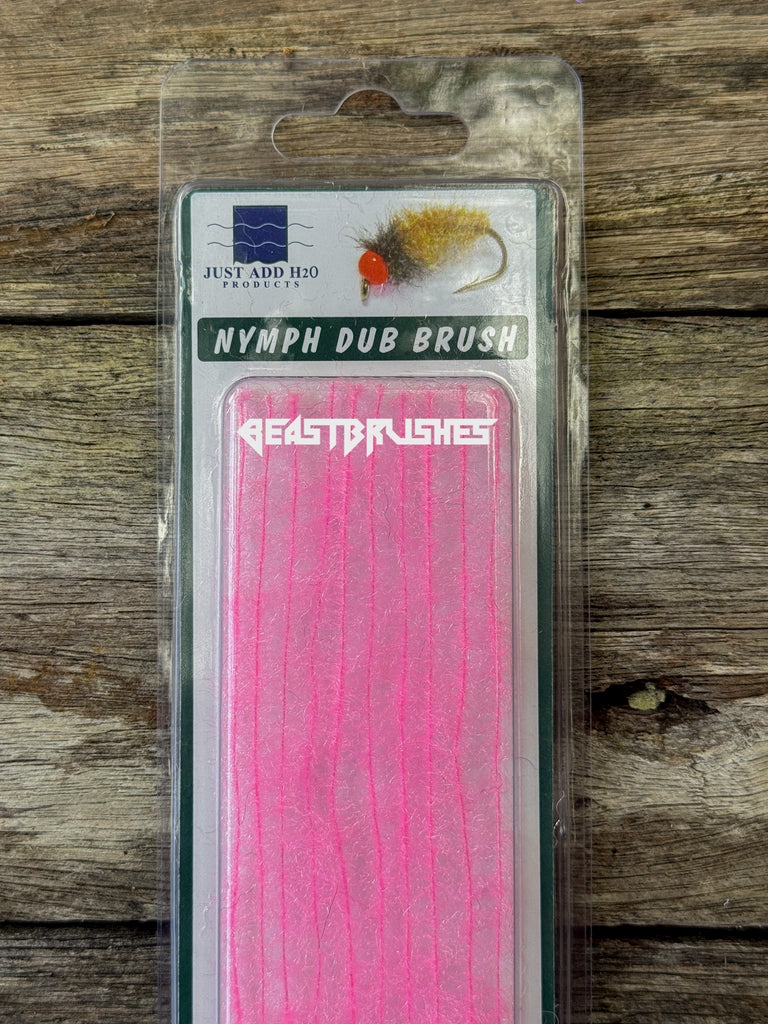 JUST ADD H2O
PRODUCTS
NYMPH DUB BRUSH
BEASTBRUSHES